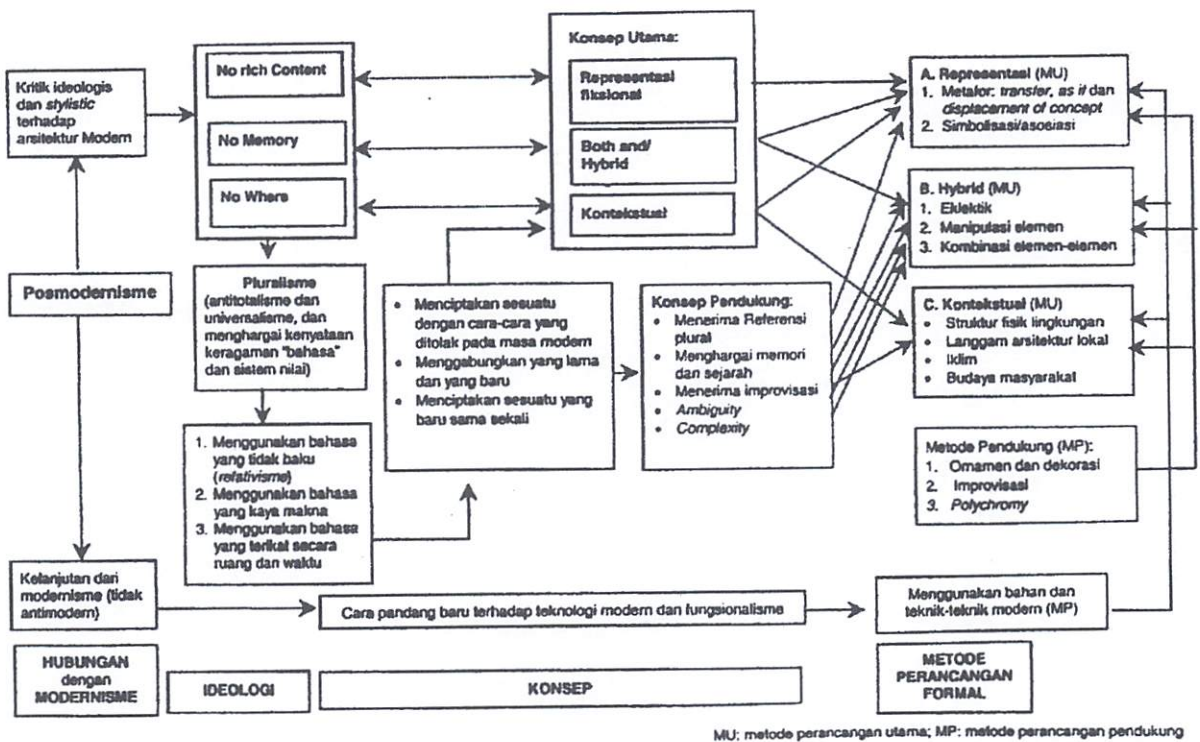 Kritik ideologis
dan stylistic
terhadap
arsitektur Modern
Posmodernisme
Kelanjutan dari
modernisme (tidak
antimodern)
HUBUNGAN
dengan
MODERNISME
No rich Content
No Memory
No Where
Pluralisme
(antitotalisme dan
universalisme, dan
menghargai kenyataan
keragaman "bahasa"
dan sistem nilai)
1. Menggunakan bahasa
yang tidak baku
(relativisme)
2. Menggunakan bahasa
yang kaya makna
3. Menggunakan bahasa
yang terikat secara
ruang dan waktu
IDEOLOGI
Konsep Utama:
Representasi
fiksional
Both and/
Hybrid
Kontekstual
• Menciptakan sesuatu
dengan cara-cara yang
ditolak pada masa modern
• Menggabungkan yang lama
dan yang baru
• Menciptakan sesuatu yang
baru sama sekali
Konsep Pendukung:
• Menerima Referensi
plural
• Menghargai memori
dan sejarah
• Menerima improvisasi
• Ambiguity
• Complexity
Cara pandang baru terhadap teknologi modern dan fungsionalisme
KONSEP
A. Representasi (MU)
1. Metafor: transfer, as if dan
displacement of concept
2. Simbolisasi/asosiasi
B. Hybrid (MU)
1. Eklektik
2. Manipulasi elemen
3. Kombinasi elemen-elemen
C. Kontekstual (MU)
• Struktur fisik lingkungan
• Langgam arsitektur lokal
• Iklim
• Budaya masyarakat
Metode Pendukung (MP):
1. Ornamen dan dekorasi
2. Improvisasi
3. Polychromy
Menggunakan bahan dan
teknik-teknik modern (MP)
METODE
PERANCANGAN
FORMAL
MU: metode perancangan utama; MP: metode perancangan pendukung